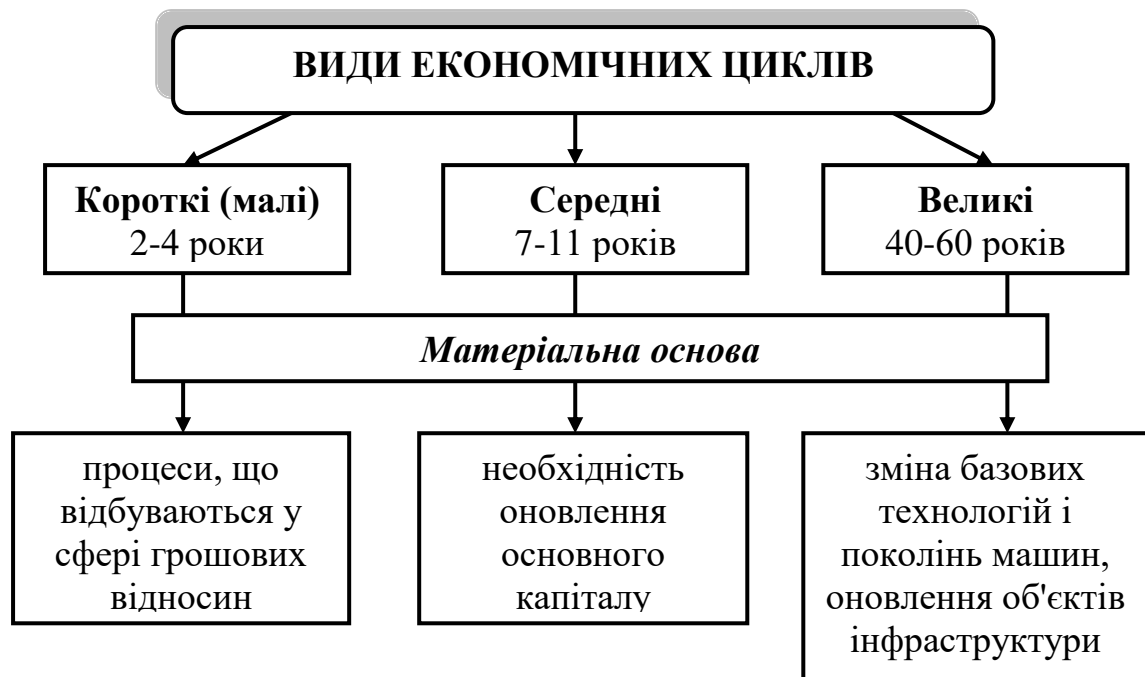 ВИДИ ЕКОНОМІЧНИХ ЦИКЛІВ
Короткі (малі)
2-4 роки
Середні
7-11 років
Великі
40-60 років
Матеріальна основа
процеси, що
відбуваються у
сфері грошових
відносин
необхідність
оновлення
основного
капіталу
зміна базових
технологій і
поколінь машин,
оновлення об'єктів
інфраструктури